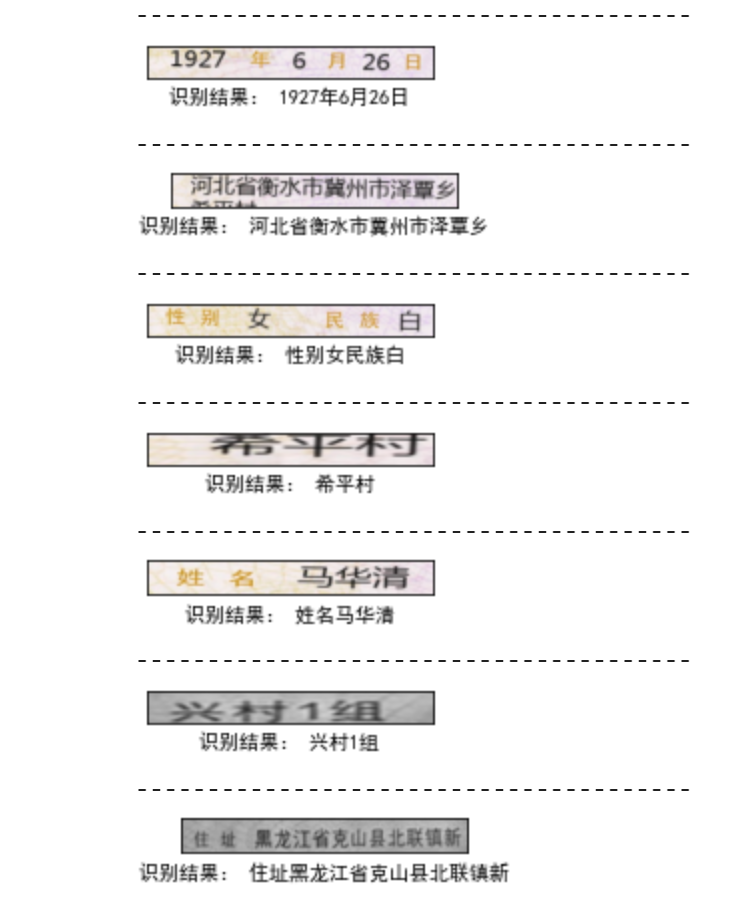 1927 年 6 月 26 日
识别结果： 1927年6月26日
河北省衡水市冀州市泽覃乡
希平村
识别结果： 河北省衡水市冀州市泽覃乡
性 别 女 民 族 白
识别结果： 性别女民族白
希平村
识别结果： 希平村
姓 名 马华清
识别结果： 姓名马华清
兴村1组
识别结果： 兴村1组
住 址 黑龙江省克山县北联镇新
识别结果： 住址黑龙江省克山县北联镇新